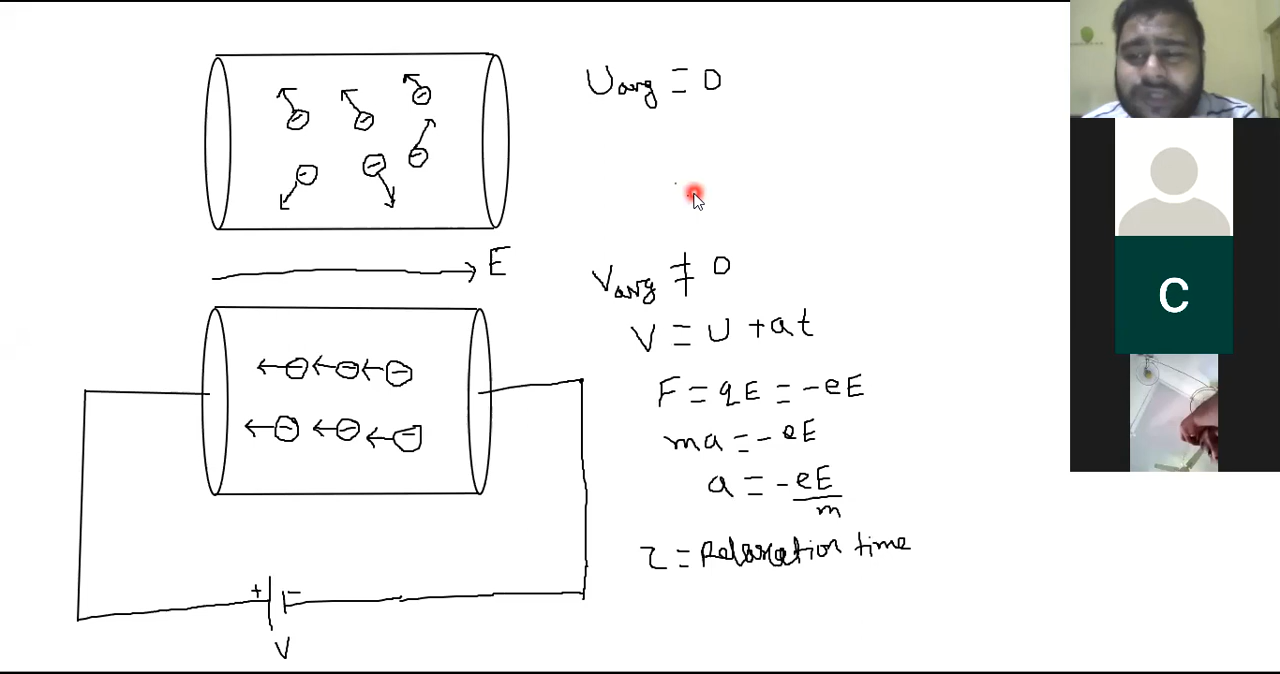 Uavg = 0
E
Vavg ≠ 0
V = U + at
F = qE = -eE
ma = -eE
a = -eE/m
τ = Relaxation time
+ -
V
C